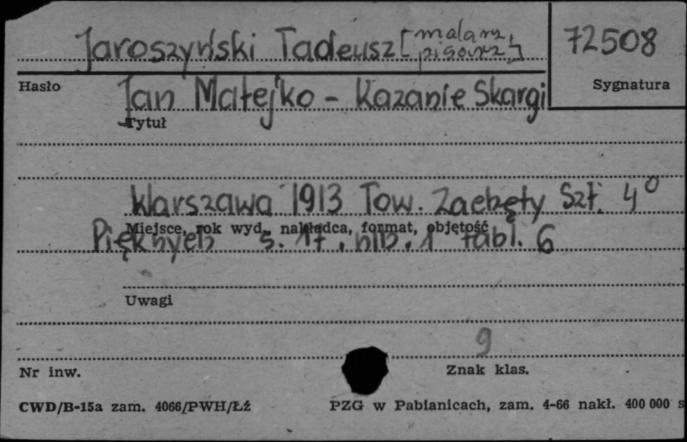 Jaroszyński Tadeusz [malarz, pisarz]
72508
Hasło
Sygnatura
Jan Matejko - Kazanie Skargi
Tytuł
Warszawa 1913 Tow. Zachęty Szt. 4°
Miejsce, rok wyd., nakładca, format, objętość
Pięknych s. 17, nlb. 1 tabl. 6
Uwagi
9
Nr inw.
Znak klas.
CWD/B-15a zam. 4066/PWH/Łź
PZG w Pabianicach, zam. 4-66 nakł. 400 000 s